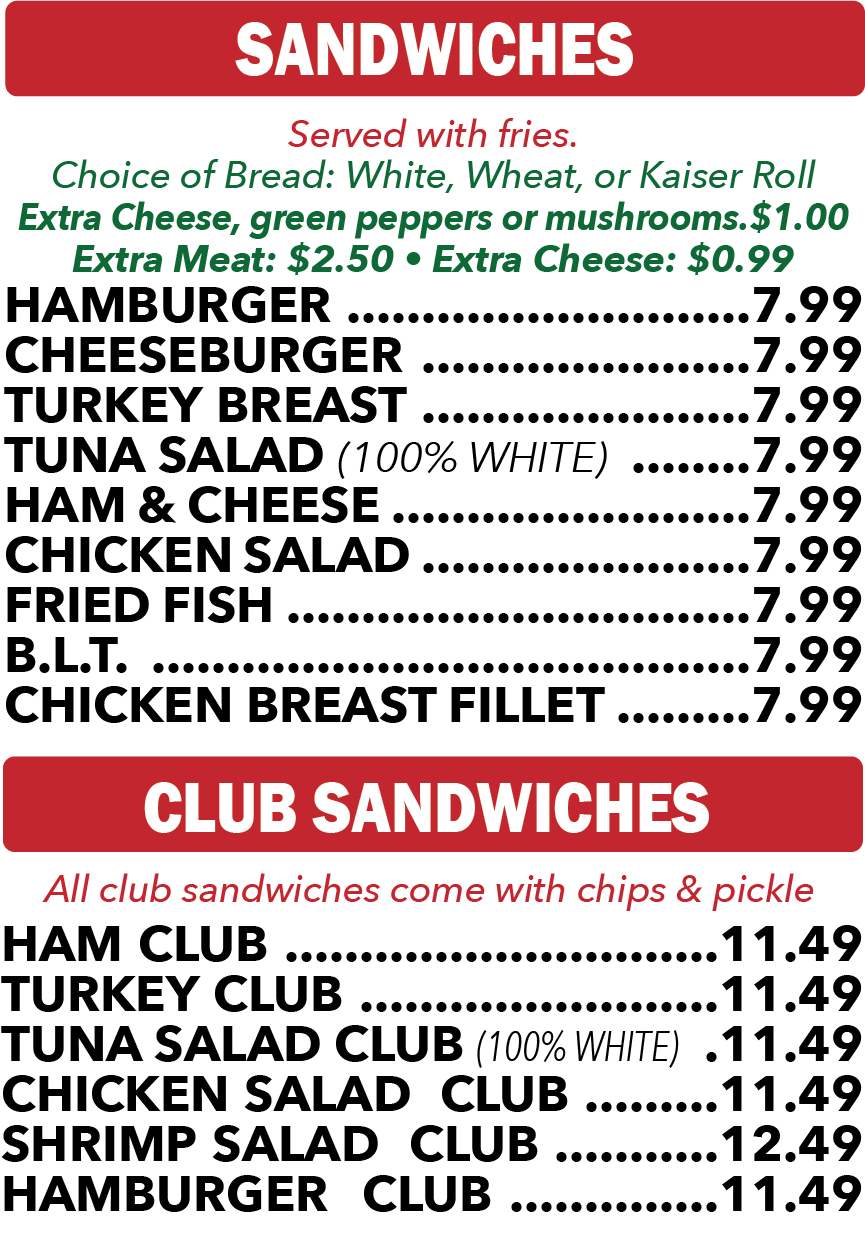 SANDWICHES
Served with fries.
Choice of Bread: White, Wheat, or Kaiser Roll
Extra Cheese, green peppers or mushrooms.$1.00
Extra Meat: $2.50 • Extra Cheese: $0.99
HAMBURGER ...........................7.99
CHEESEBURGER ......................7.99
TURKEY BREAST ......................7.99
TUNA SALAD (100% WHITE) ........7.99
HAM & CHEESE ........................7.99
CHICKEN SALAD ......................7.99
FRIED FISH ...............................7.99
B.L.T. ........................................7.99
CHICKEN BREAST FILLET .........7.99
CLUB SANDWICHES
All club sandwiches come with chips & pickle
HAM CLUB .............................11.49
TURKEY CLUB ........................11.49
TUNA SALAD CLUB (100% WHITE) .11.49
CHICKEN SALAD CLUB .........11.49
SHRIMP SALAD CLUB ...........12.49
HAMBURGER CLUB ..............11.49